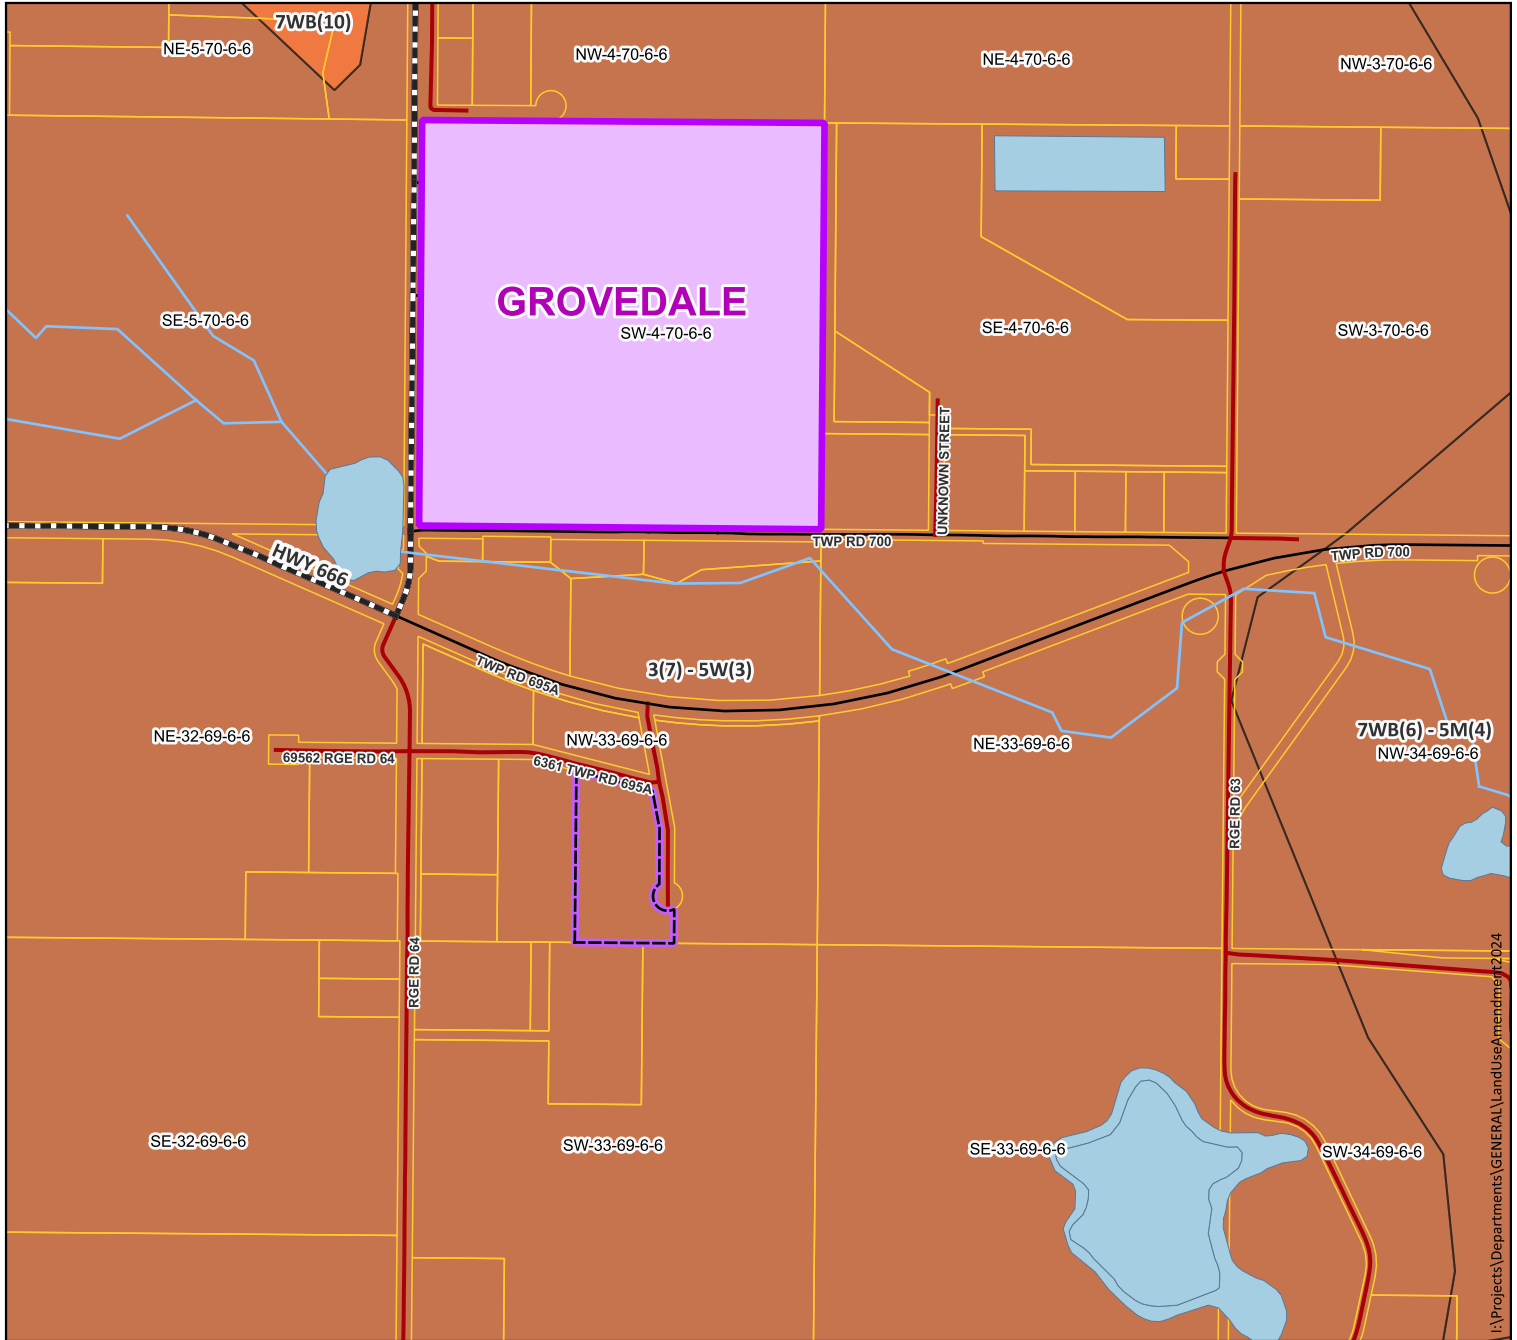 7WB(10)
NE-5-70-6-6
NW-4-70-6-6
NE-4-70-6-6
NW-3-70-6-6
GROVEDALE
SW-4-70-6-6
SE-5-70-6-6
SE-4-70-6-6
SW-3-70-6-6
UNKNOWN STREET
TWP RD 700
TWP RD 700
HWY 666
TWP RD 695A
3(7) - 5W(3)
NE-32-69-6-6
NW-33-69-6-6
NE-33-69-6-6
7WB(6) - 5M(4)
NW-34-69-6-6
69562 RGE RD 64
6361 TWP RD 695A
RGE RD 63
RGE RD 64
SE-32-69-6-6
SW-33-69-6-6
SE-33-69-6-6
SW-34-69-6-6
I:\Projects\Departments\GENERAL\LandUseAmendment2024